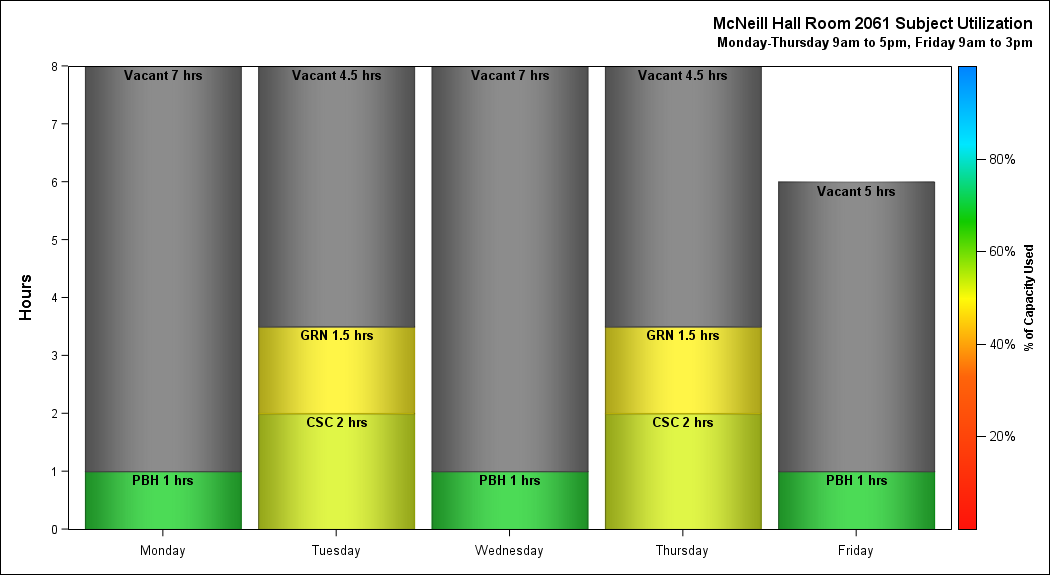 McNeill Hall Room 2061 Subject Utilization
Monday-Thursday 9am to 5pm, Friday 9am to 3pm
8
7
6
5
4
3
2
1
0
Hours
Vacant 7 hrs
PBH 1 hrs
Vacant 4.5 hrs
GRN 1.5 hrs
CSC 2 hrs
Vacant 7 hrs
PBH 1 hrs
Vacant 4.5 hrs
GRN 1.5 hrs
CSC 2 hrs
Vacant 5 hrs
PBH 1 hrs
Monday
Tuesday
Wednesday
Thursday
Friday
80%
60%
40%
20%
% of Capacity Used